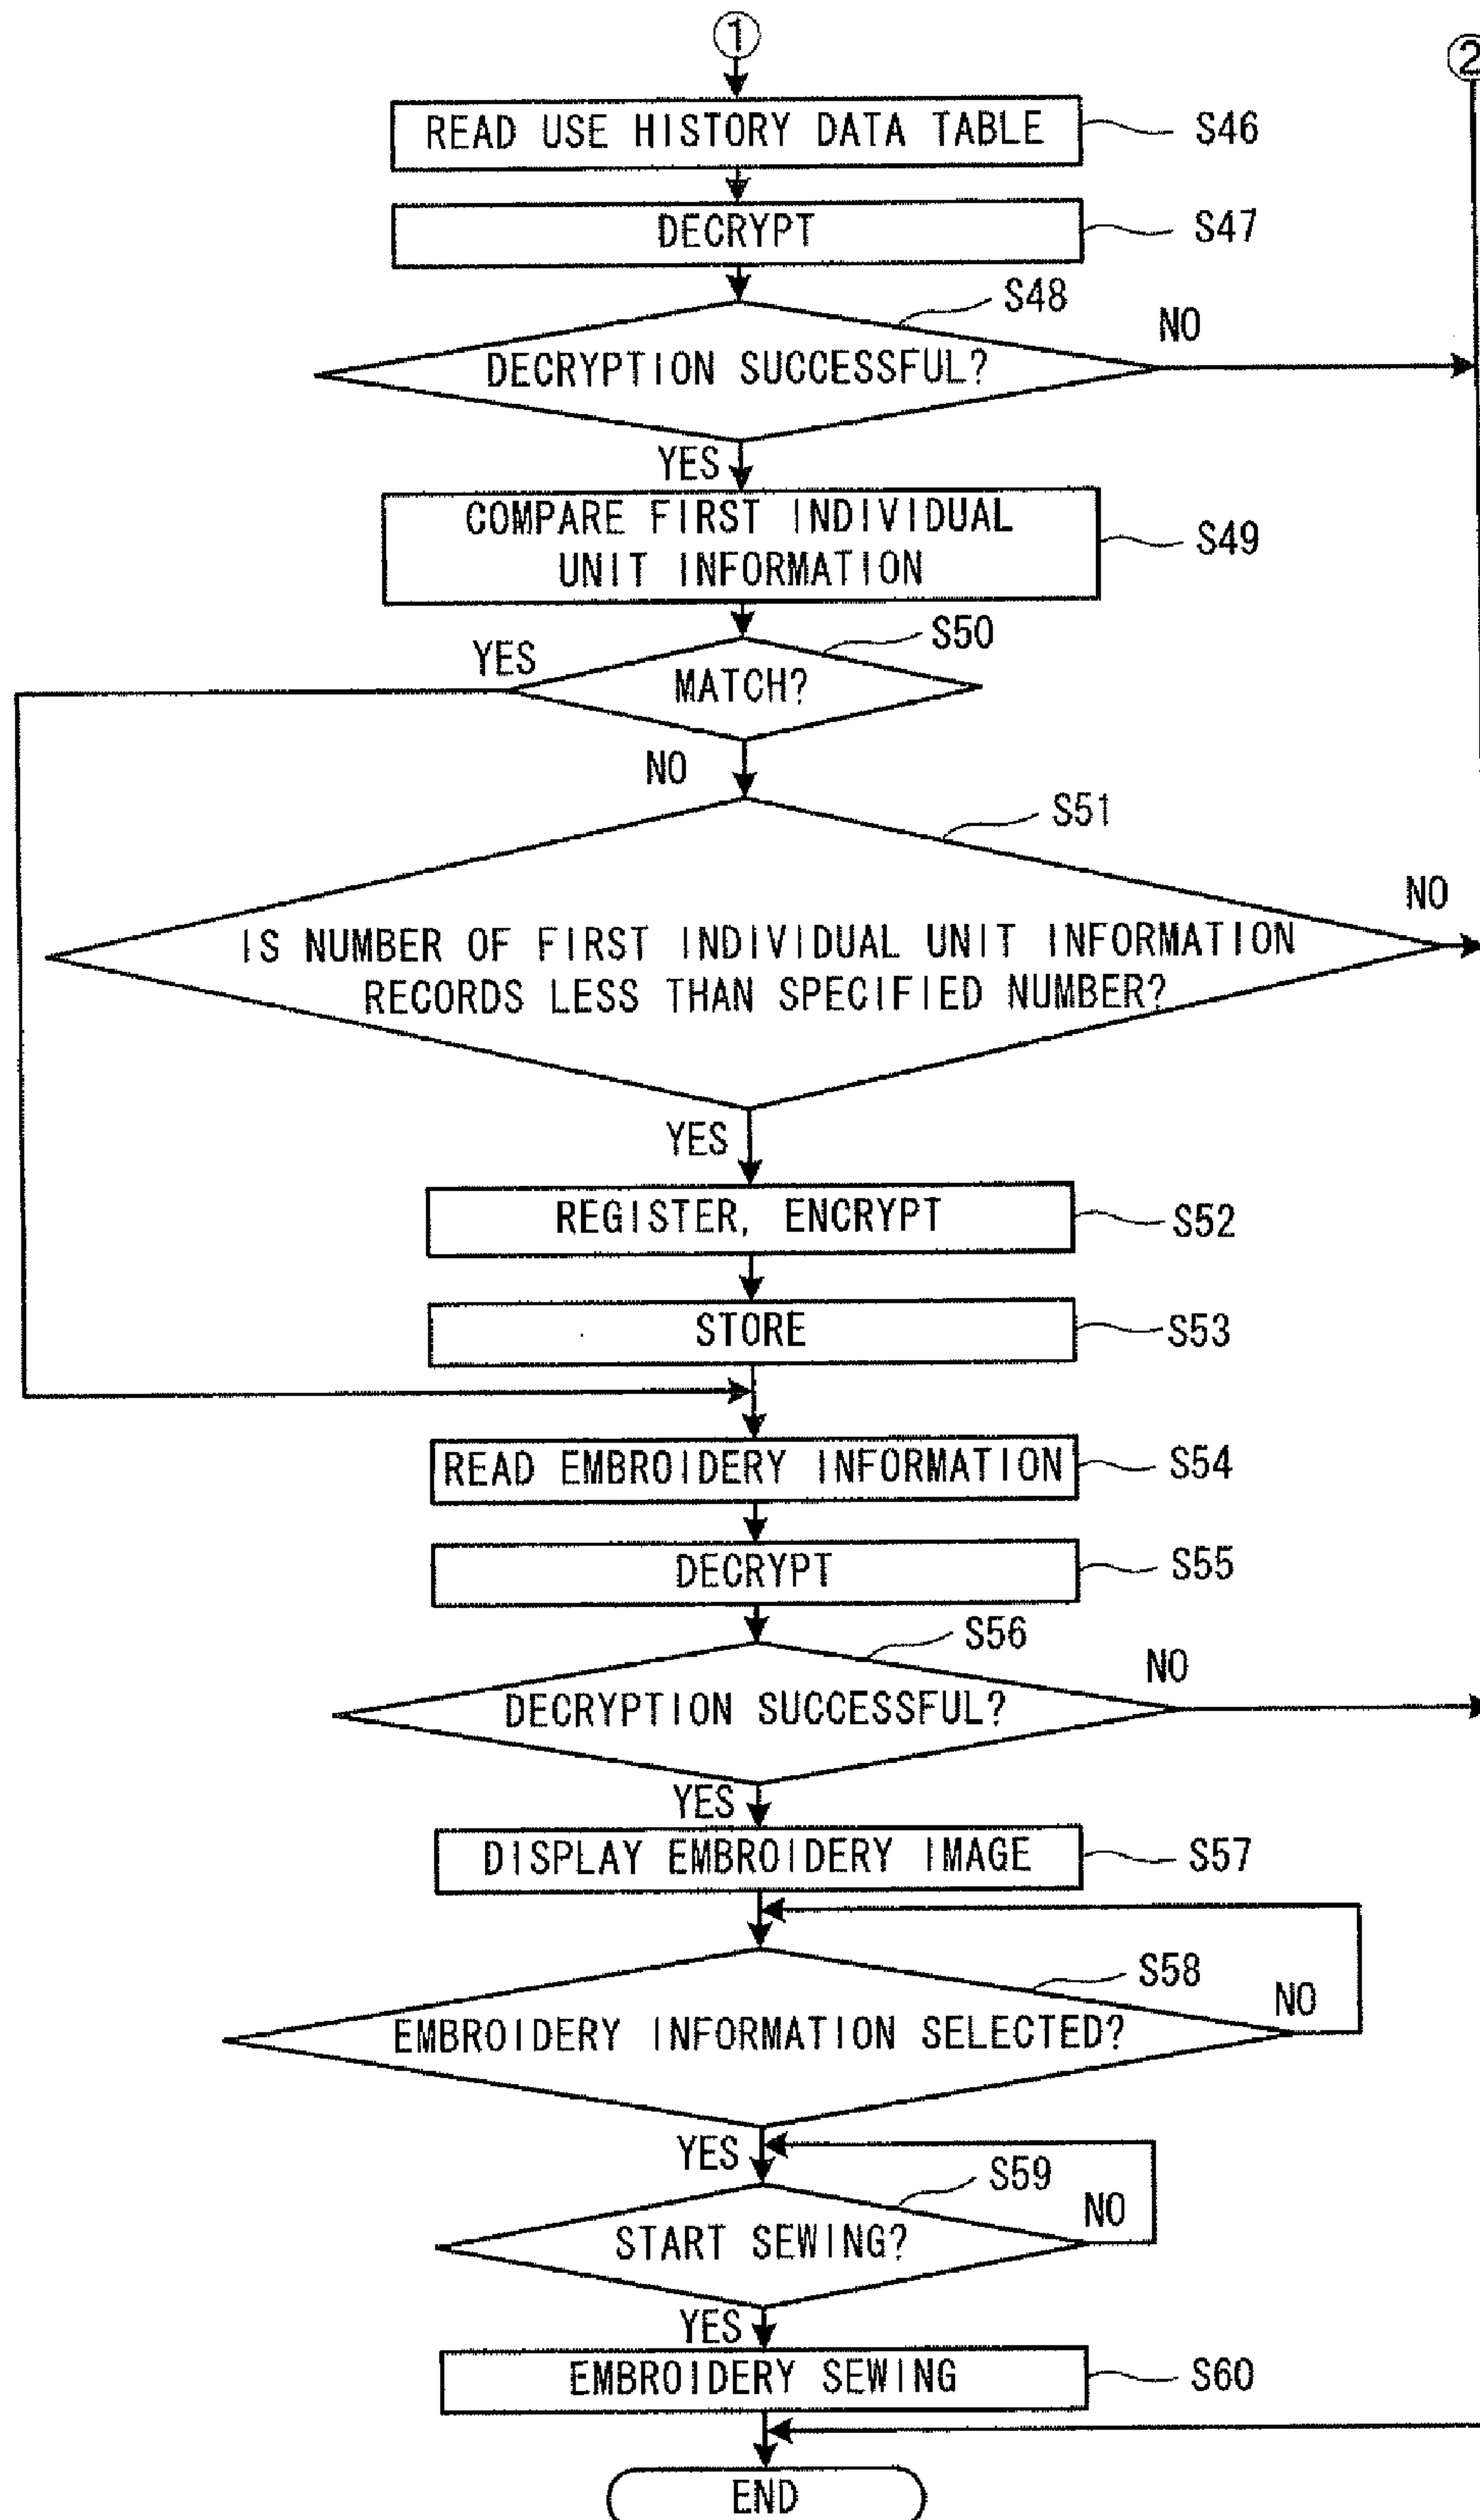 ①
②
READ USE HISTORY DATA TABLE
S46
DECRYPT
S47
S48
NO
DECRYPTION SUCCESSFUL?
YES
COMPARE FIRST INDIVIDUAL
UNIT INFORMATION
S49
S50
YES
MATCH?
NO
S51
NO
IS NUMBER OF FIRST INDIVIDUAL UNIT INFORMATION
RECORDS LESS THAN SPECIFIED NUMBER?
YES
REGISTER, ENCRYPT
S52
STORE
S53
READ EMBROIDERY INFORMATION
S54
DECRYPT
S55
S56
NO
DECRYPTION SUCCESSFUL?
YES
DISPLAY EMBROIDERY IMAGE
S57
S58
NO
EMBROIDERY INFORMATION SELECTED?
YES
S59
NO
START SEWING?
YES
EMBROIDERY SEWING
S60
END